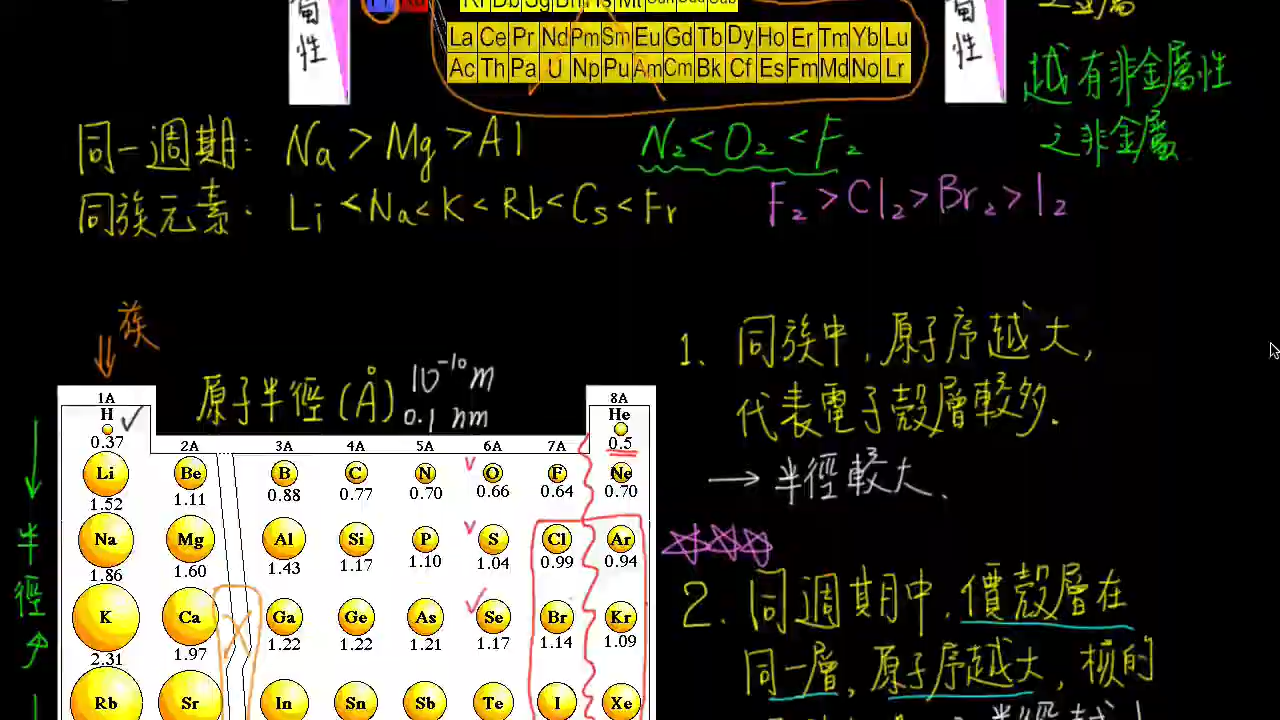 屬性
屬性
La Ce Pr Nd Pm Sm Eu Gd Tb Dy Ho Er Tm Yb Lu
Ac Th Pa U Np Pu Am Cm Bk Cf Es Fm Md No Lr
越有非金屬性
之非金屬
同一週期: Na > Mg > Al
N₂ < O₂ < F₂
同族元素: Li < Na < K < Rb < Cs < Fr
F₂ > Cl₂ > Br₂ > I₂
族
原子半徑(Å) 10⁻¹⁰ m
0.1 nm
1A 8A
H He
0.37 0.5
2A 3A 4A 5A 6A 7A
Li Be B C N O F Ne
1.52 1.11 0.88 0.77 0.70 0.66 0.64 0.70
Na Mg Al Si P S Cl Ar
1.86 1.60 1.43 1.17 1.10 1.04 0.99 0.94
K Ca Ga Ge As Se Br Kr
2.31 1.97 1.22 1.22 1.21 1.17 1.14 1.09
Rb Sr In Sn Sb Te I Xe
半徑
1. 同族中, 原子序越大,
代表電子殼層較多.
→ 半徑較大.
2. 同週期中, 價殼層在
同一層, 原子序越大, 核的